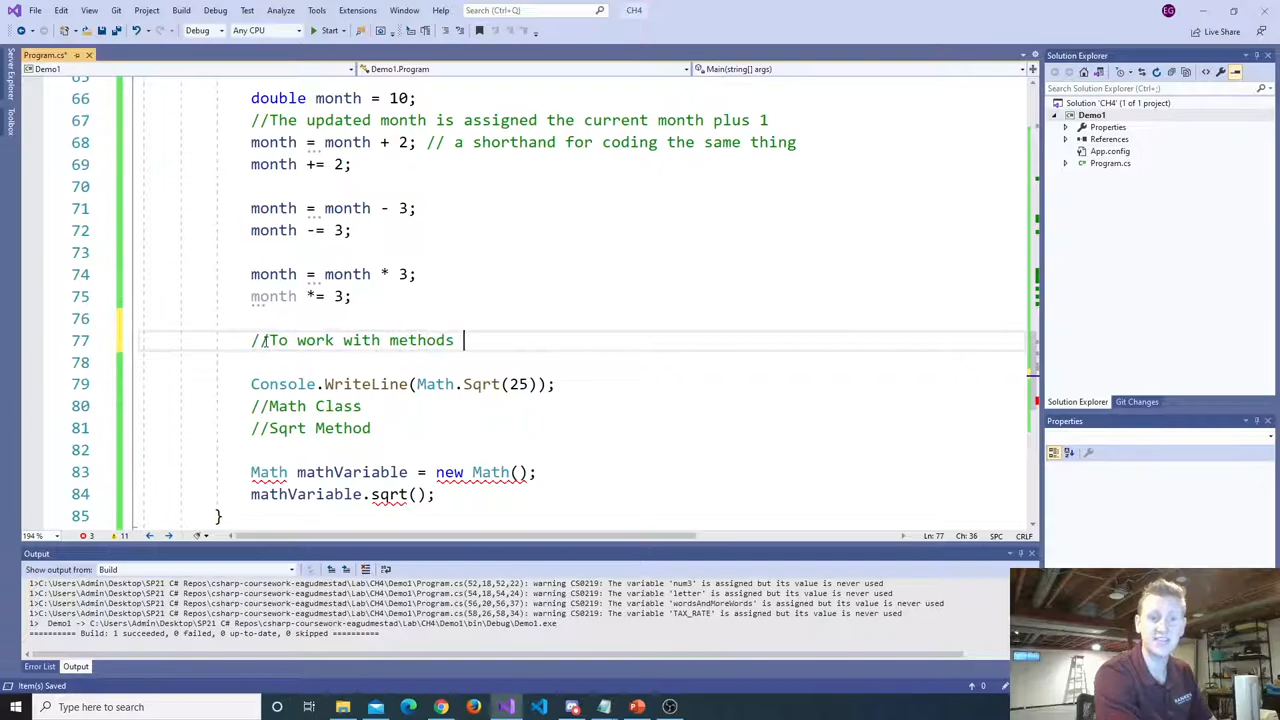 File Edit View Git Project Build Debug Test Analyze Tools Extensions Window Help Search (Ctrl+Q) CH4 EG
Debug Any CPU Start Live Share
Program.cs*
Demo1 Demo1.Program Main(string[] args)
Server Explorer
Toolbox
65
66 double month = 10;
67 //The updated month is assigned the current month plus 1
68 month = month + 2; // a shorthand for coding the same thing
69 month += 2;
70
71 month = month - 3;
72 month -= 3;
73
74 month = month * 3;
75 month *= 3;
76
77 //To work with methods
78
79 Console.WriteLine(Math.Sqrt(25));
80 //Math Class
81 //Sqrt Method
82
83 Math mathVariable = new Math();
84 mathVariable.sqrt();
85 }
194 % 3 11 Ln: 77 Ch: 36 SPC CRLF
Solution Explorer
Search Solution Explorer (Ctrl+;)
Solution 'CH4' (1 of 1 project)
Demo1
Properties
References
App.config
Program.cs
Solution Explorer Git Changes
Properties
Output
Show output from: Build
1>C:\Users\Admin\Desktop\SP21 C# Repos\csharp-coursework-eagudmestad\Lab\CH4\Demo1\Program.cs(52,18,52,22): warning CS0219: The variable 'num3' is assigned but its value is never used
1>C:\Users\Admin\Desktop\SP21 C# Repos\csharp-coursework-eagudmestad\Lab\CH4\Demo1\Program.cs(54,18,54,24): warning CS0219: The variable 'letter' is assigned but its value is never used
1>C:\Users\Admin\Desktop\SP21 C# Repos\csharp-coursework-eagudmestad\Lab\CH4\Demo1\Program.cs(56,20,56,37): warning CS0219: The variable 'wordsAndMoreWords' is assigned but its value is never used
1>C:\Users\Admin\Desktop\SP21 C# Repos\csharp-coursework-eagudmestad\Lab\CH4\Demo1\Program.cs(58,26,58,34): warning CS0219: The variable 'TAX_RATE' is assigned but its value is never used
1> Demo1 -> C:\Users\Admin\Desktop\SP21 C# Repos\csharp-coursework-eagudmestad\Lab\CH4\Demo1\bin\Debug\Demo1.exe
========== Build: 1 succeeded, 0 failed, 0 up-to-date, 0 skipped ==========
Error List Output
Item(s) Saved 0
Type here to search